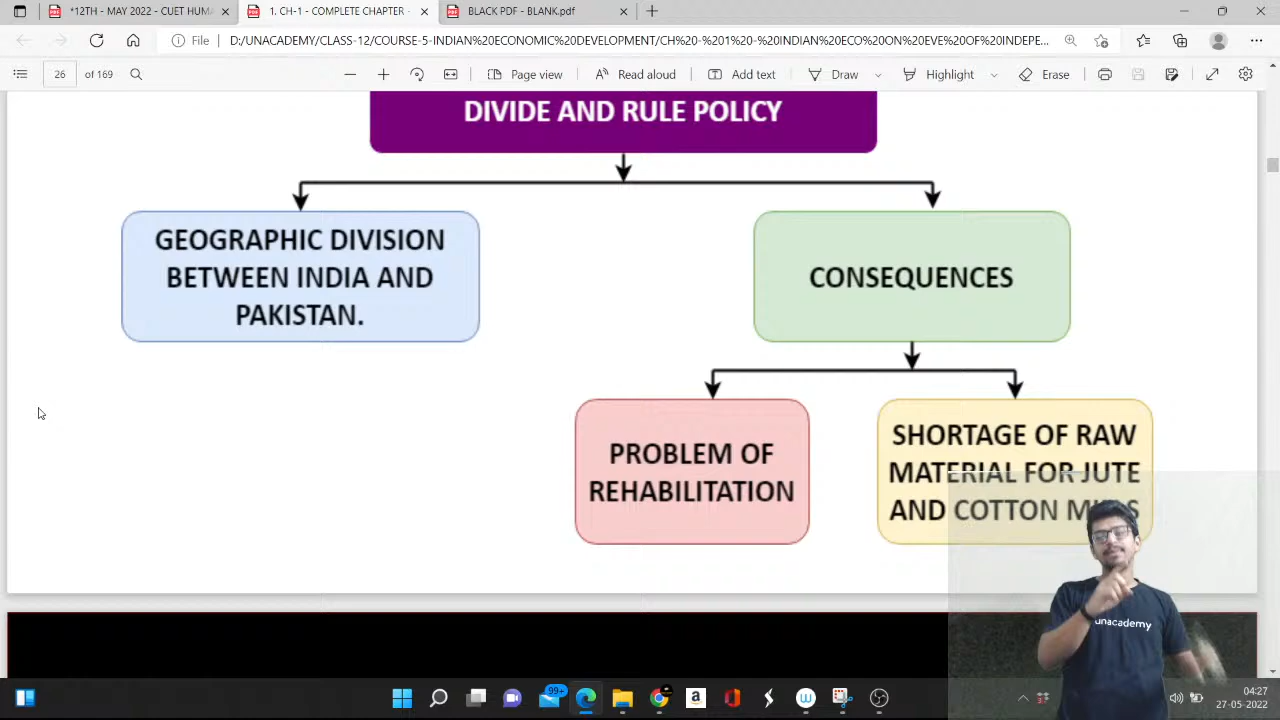 *12TH - MAY 2022 - CUET HUMA
1. CH-1 - COMPLETE CHAPTER -
BLACK PDF - BLANK.pdf
File
D:/UNACADEMY/CLASS-12/COURSE-5-INDIAN%20ECONOMIC%20DEVELOPMENT/CH%20-%201%20-%20INDIAN%20ECO%20ON%20EVE%20OF%20INDEPE...
26 of 169
Page view
Read aloud
Add text
Draw
Highlight
Erase
DIVIDE AND RULE POLICY
GEOGRAPHIC DIVISION
BETWEEN INDIA AND
PAKISTAN.
CONSEQUENCES
PROBLEM OF
REHABILITATION
SHORTAGE OF RAW
MATERIAL FOR JUTE
AND COTTON MILLS
unacademy
99+
04:27
27-05-2022